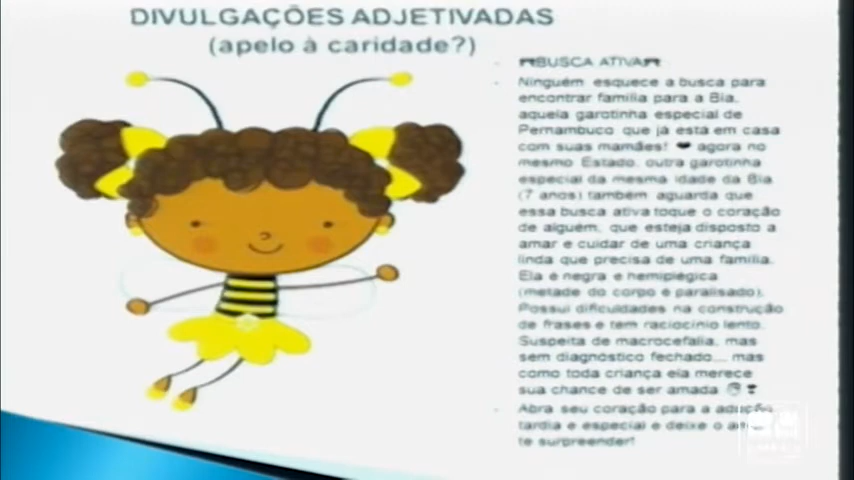 DIVULGAÇÕES ADJETIVADAS
(apelo à caridade?)
BUSCA ATIVA
Ninguém esquece a busca para
encontrar família para a Bia,
aquela garotinha especial de
Pernambuco que já está em casa
com suas mamães! ❤ agora no
mesmo Estado, outra garotinha
especial da mesma idade da Bia
(7 anos) também aguarda que
essa busca ativa toque o coração
de alguém, que esteja disposto a
amar e cuidar de uma criança
linda que precisa de uma família.
Ela é negra e hemiplégica
(metade do corpo é paralisado).
Possui dificuldades na construção
de frases e tem raciocínio lento.
Suspeita de macrocefalia, mas
sem diagnóstico fechado... mas
como toda criança ela merece
sua chance de ser amada
Abra seu coração para a adoção
tardia e especial e deixe o
te surpreender!